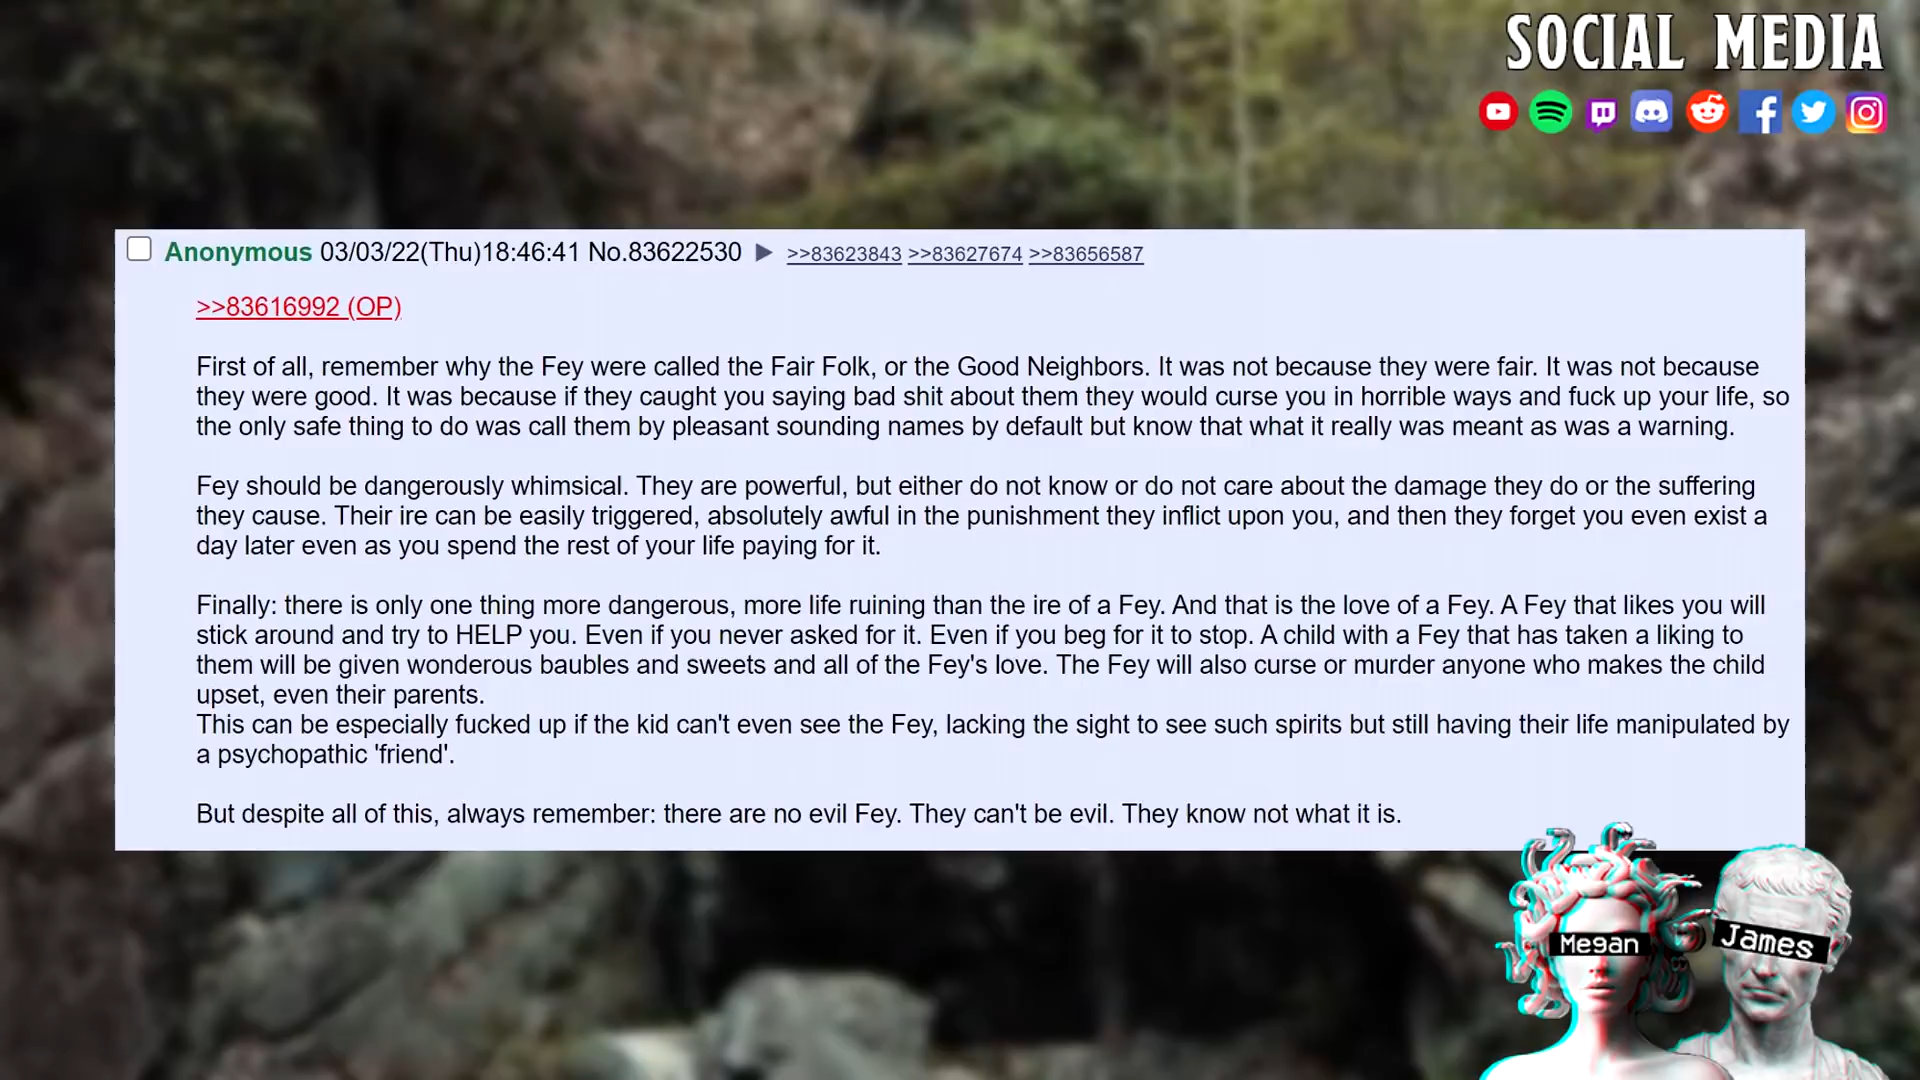 SOCIAL MEDIA
Anonymous 03/03/22(Thu)18:46:41 No.83622530 ▶ >>83623843 >>83627674 >>83656587
>>83616992 (OP)
First of all, remember why the Fey were called the Fair Folk, or the Good Neighbors. It was not because they were fair. It was not because
they were good. It was because if they caught you saying bad shit about them they would curse you in horrible ways and fuck up your life, so
the only safe thing to do was call them by pleasant sounding names by default but know that what it really was meant as was a warning.
Fey should be dangerously whimsical. They are powerful, but either do not know or do not care about the damage they do or the suffering
they cause. Their ire can be easily triggered, absolutely awful in the punishment they inflict upon you, and then they forget you even exist a
day later even as you spend the rest of your life paying for it.
Finally: there is only one thing more dangerous, more life ruining than the ire of a Fey. And that is the love of a Fey. A Fey that likes you will
stick around and try to HELP you. Even if you never asked for it. Even if you beg for it to stop. A child with a Fey that has taken a liking to
them will be given wonderous baubles and sweets and all of the Fey's love. The Fey will also curse or murder anyone who makes the child
upset, even their parents.
This can be especially fucked up if the kid can't even see the Fey, lacking the sight to see such spirits but still having their life manipulated by
a psychopathic 'friend'.
But despite all of this, always remember: there are no evil Fey. They can't be evil. They know not what it is.
Megan
James